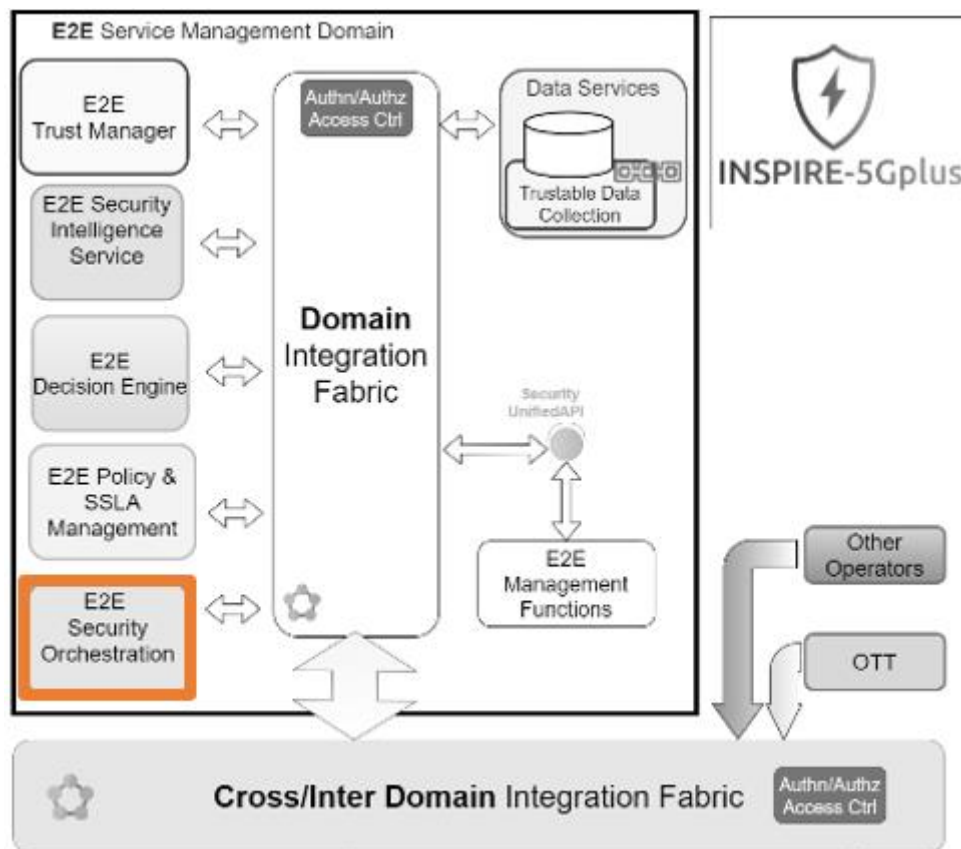 E2E Service Management Domain
E2E
Trust Manager
Authn/Authz
Access Ctrl
Data Services
Trustable Data
Collection
INSPIRE-5Gplus
E2E Security
Intelligence
Service
Domain
Integration
Fabric
E2E
Decision Engine
Security
UnifiedAPI
E2E Policy &
SSLA
Management
E2E
Management
Functions
Other
Operators
E2E
Security
Orchestration
OTT
Cross/Inter Domain Integration Fabric
Authn/Authz
Access Ctrl